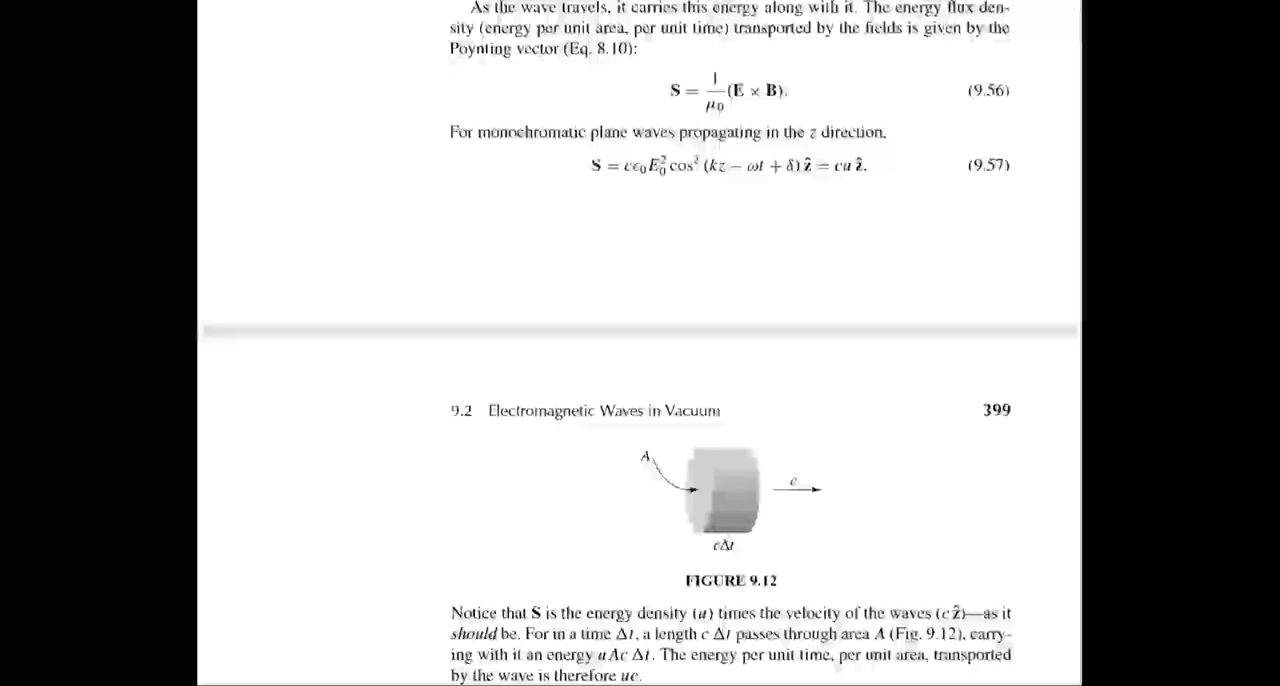 As the wave travels, it carries this energy along with it. The energy flux den-
sity (energy per unit area, per unit time) transported by the fields is given by the
Poynting vector (Eq. 8.10):
S = 1/μ₀ (E × B). (9.56)
For monochromatic plane waves propagating in the z direction,
S = cε₀E₀² cos² (kz − ωt + δ) ẑ = cu ẑ. (9.57)
9.2 Electromagnetic Waves in Vacuum 399
A
c
cΔt
FIGURE 9.12
Notice that S is the energy density (u) times the velocity of the waves (c ẑ)—as it
should be. For in a time Δt, a length c Δt passes through area A (Fig. 9.12), carry-
ing with it an energy uAc Δt. The energy per unit time, per unit area, transported
by the wave is therefore uc.